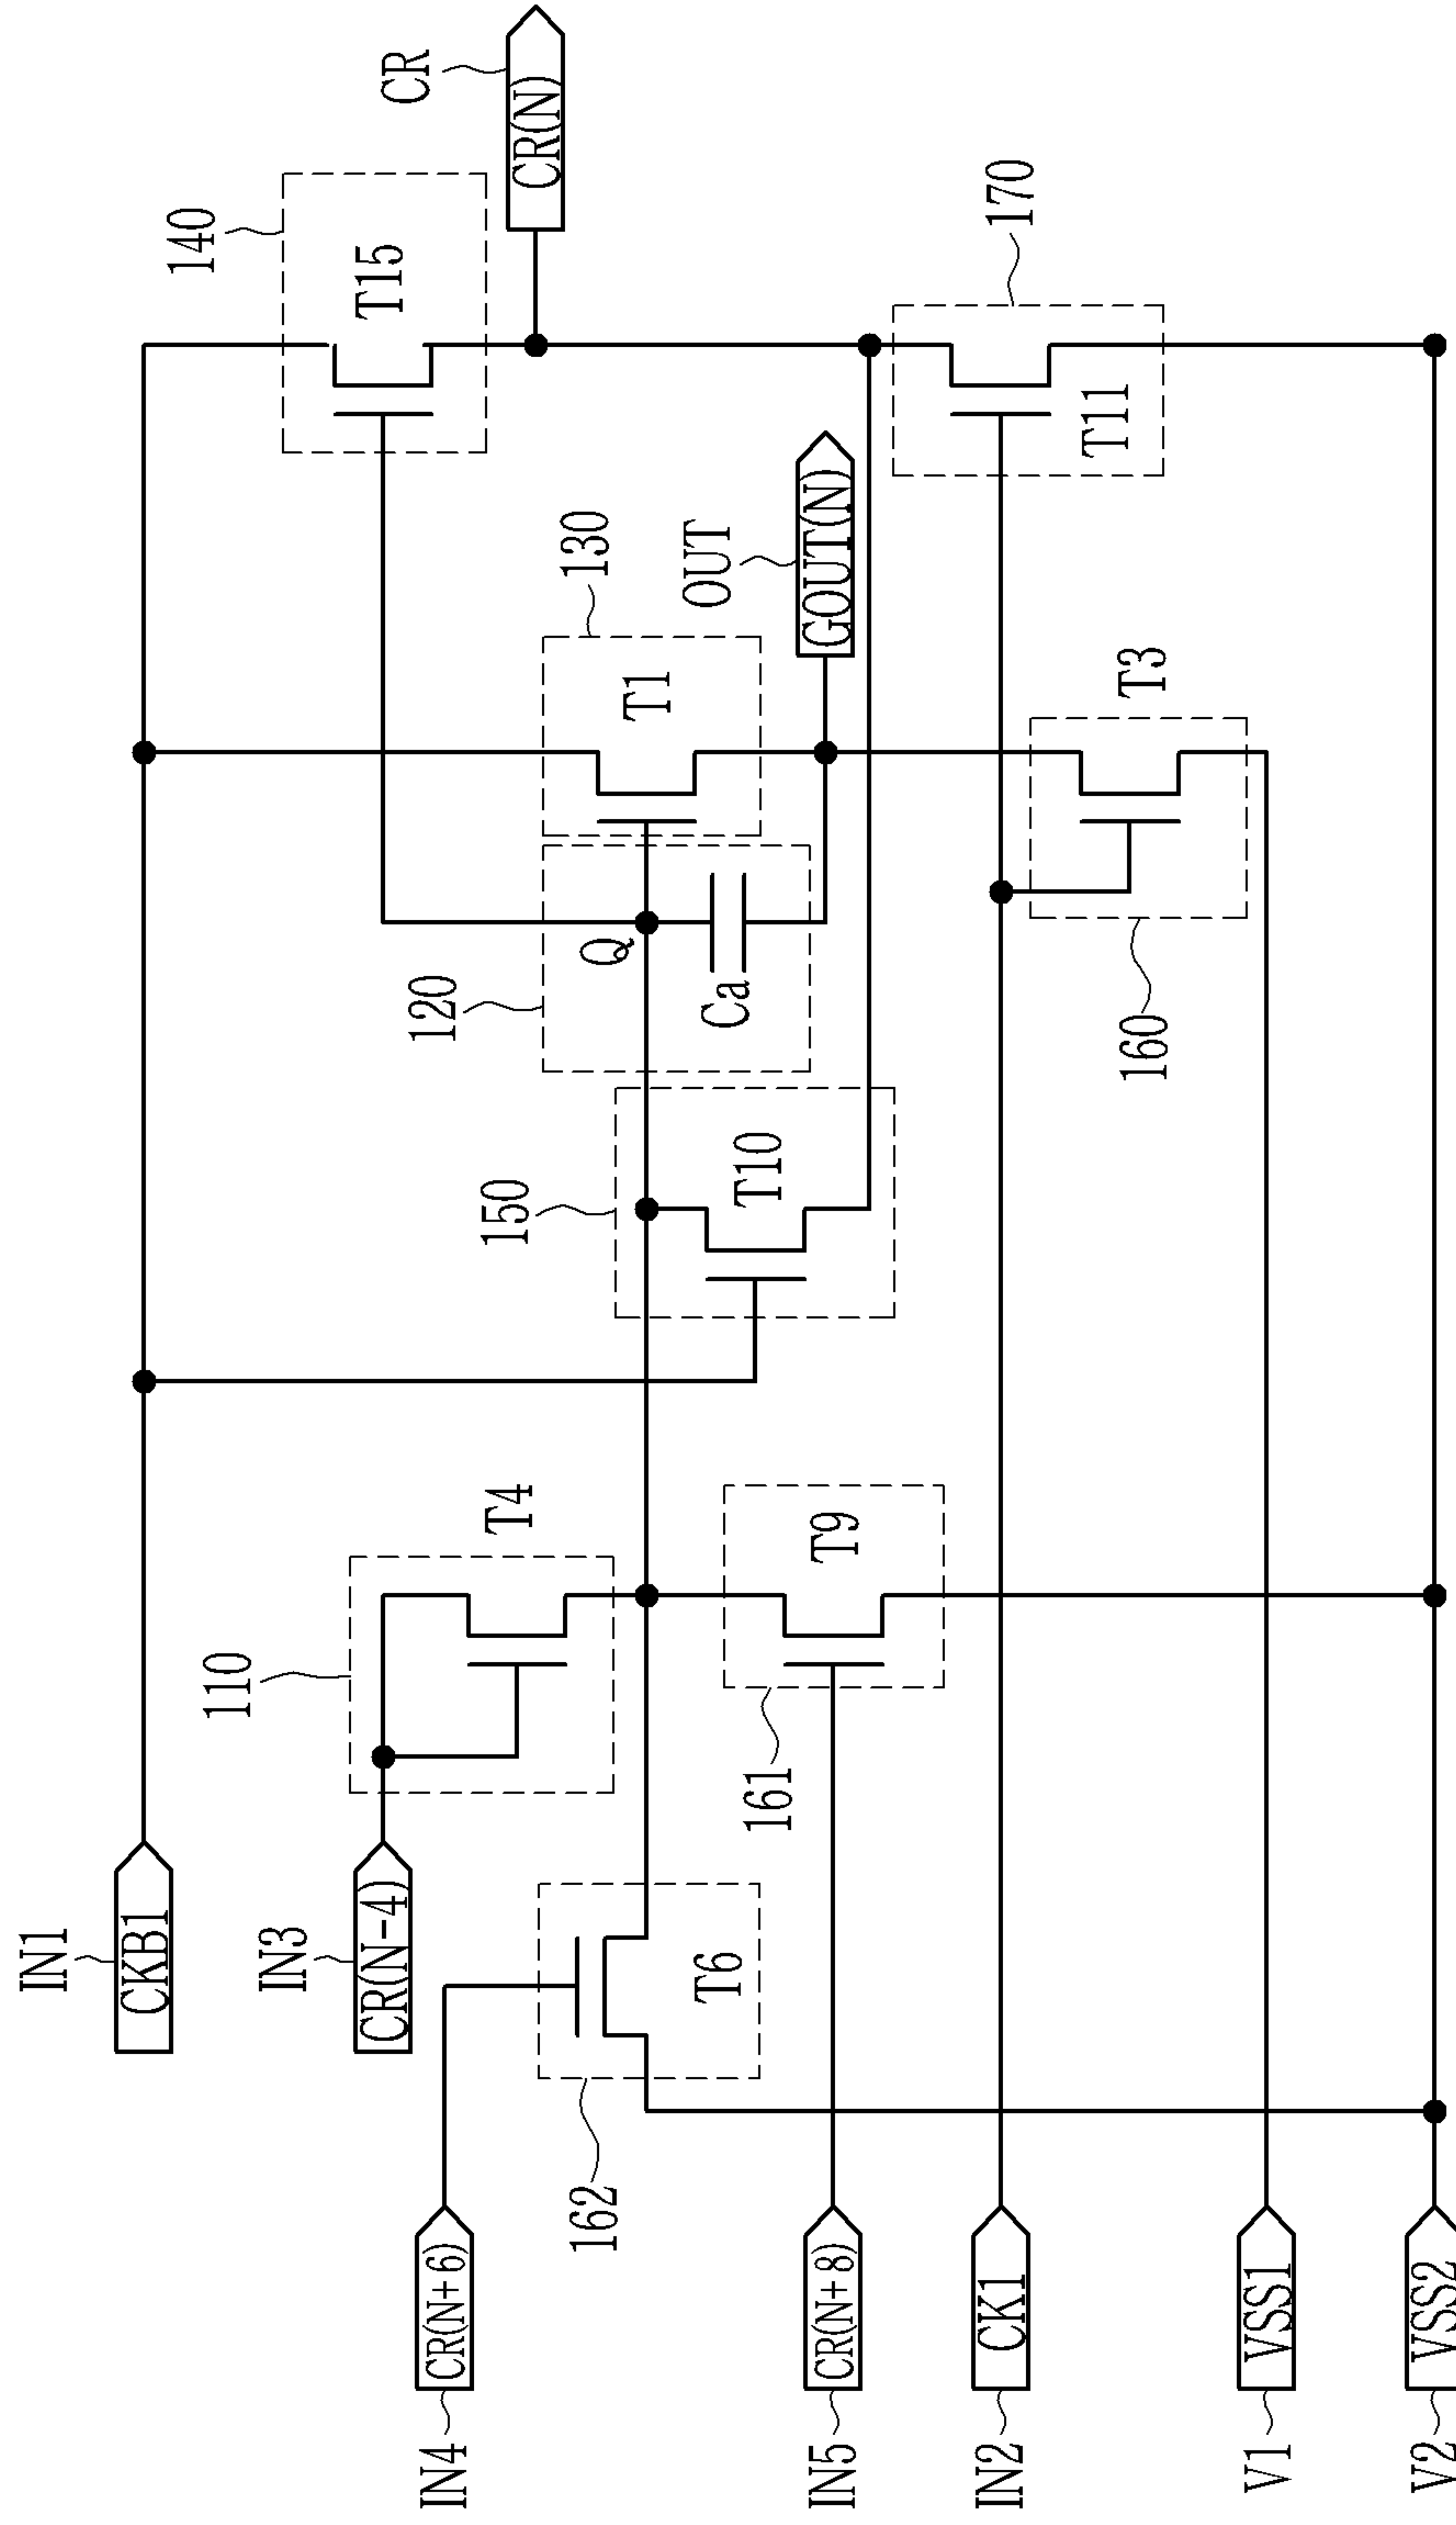 IN1
CKB1
IN3
CR(N-4)
IN4
CR(N+6)
IN5
CR(N+8)
IN2
CK1
V1
VSS1
V2
VSS2
110
T4
162
T6
161
T9
150
T10
120
Q
Ca
130
T1
140
T15
CR
CR(N)
OUT
GOUT(N)
160
T3
170
T11